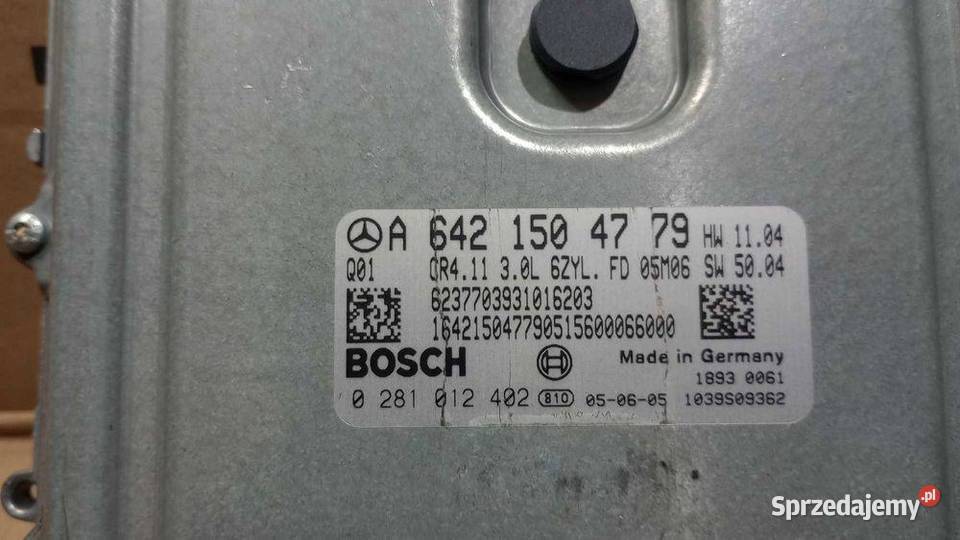 A 642 150 47 79 HW 11.04
Q01 CR4.11 3.0L 6ZYL. FD 05M06 SW 50.04
6237703931016203
164215047790515600066000
BOSCH Made in Germany
1893 0061
0 281 012 402 810 05-06-05 1039S09362
Sprzedajemy.pl